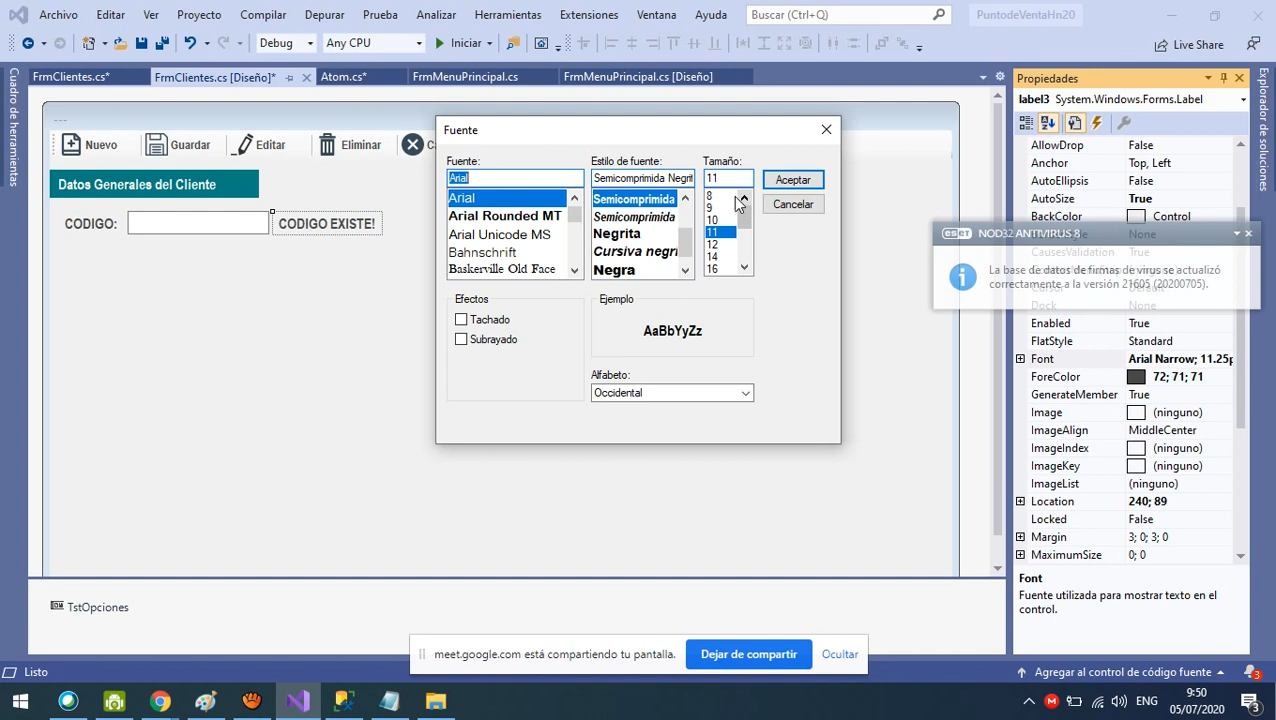 Archivo Editar Ver Proyecto Compilar Depurar Prueba Analizar Herramientas Extensiones Ventana Ayuda Buscar (Ctrl+Q) PuntodeVentaHn20
Debug Any CPU Iniciar Live Share
FrmClientes.cs* FrmClientes.cs [Diseño]* Atom.cs* FrmMenuPrincipal.cs FrmMenuPrincipal.cs [Diseño]
Cuadro de herramientas
Nuevo Guardar Editar Eliminar
Datos Generales del Cliente
CODIGO: CODIGO EXISTE!
Fuente
Fuente: Estilo de fuente: Tamaño:
Arial Semicomprimida Negrit 11 Aceptar
Cancelar
Arial
Arial Rounded MT
Arial Unicode MS
Bahnschrift
Baskerville Old Face
Semicomprimida
Semicomprimida
Negrita
Cursiva negri
Negra
8
9
10
11
12
14
16
Efectos
Tachado
Subrayado
Ejemplo
AaBbYyZz
Alfabeto:
Occidental
TstOpciones
meet.google.com está compartiendo tu pantalla. Dejar de compartir Ocultar
Propiedades
label3 System.Windows.Forms.Label
AllowDrop False
Anchor Top, Left
AutoEllipsis False
AutoSize True
BackColor Control
eset NOD32 ANTIVIRUS 8
La base de datos de firmas de virus se actualizó
correctamente a la versión 21605 (20200705).
Dock None
Enabled True
FlatStyle Standard
Font Arial Narrow; 11.25p
ForeColor 72; 71; 71
GenerateMember True
Image (ninguno)
ImageAlign MiddleCenter
ImageIndex (ninguno)
ImageKey (ninguno)
ImageList (ninguno)
Location 240; 89
Locked False
Margin 3; 0; 3; 0
MaximumSize 0; 0
Font
Fuente utilizada para mostrar texto en el
control.
Explorador de soluciones
Listo Agregar al control de código fuente 3
ENG 9:50
05/07/2020 3